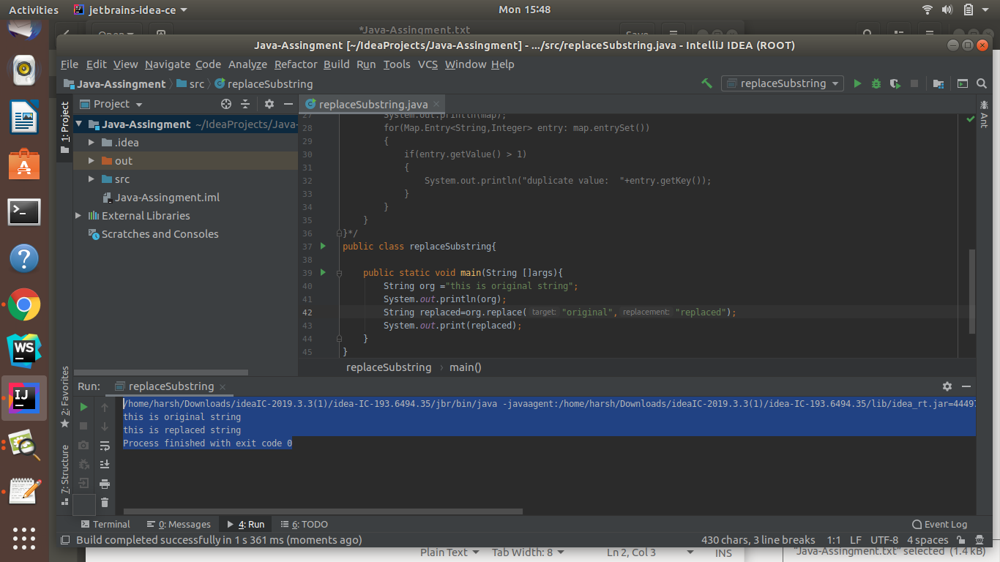 Activities jetbrains-idea-ce Mon 15:48
Open *Java-Assingment.txt Save
Java-Assingment [~/IdeaProjects/Java-Assingment] - .../src/replaceSubstring.java - IntelliJ IDEA (ROOT)
File Edit View Navigate Code Analyze Refactor Build Run Tools VCS Window Help
Java-Assingment src replaceSubstring replaceSubstring
1: Project
Project
replaceSubstring.java
Ant
Java-Assingment ~/IdeaProjects/Java-
.idea
out
src
Java-Assingment.iml
External Libraries
Scratches and Consoles
27 System.out.println(map);
28 for(Map.Entry<String,Integer> entry: map.entrySet())
29 {
30 if(entry.getValue() > 1)
31 {
32 System.out.println("duplicate value:  "+entry.getKey());
33 }
34 }
35 }
36 }*/
37 public class replaceSubstring{
38
39 public static void main(String []args){
40 String org ="this is original string";
41 System.out.println(org);
42 String replaced=org.replace( target: "original", replacement: "replaced");
43 System.out.print(replaced);
44 }
45 }
replaceSubstring › main()
2: Favorites
7: Structure
Run: replaceSubstring
/home/harsh/Downloads/ideaIC-2019.3.3(1)/idea-IC-193.6494.35/jbr/bin/java -javaagent:/home/harsh/Downloads/ideaIC-2019.3.3(1)/idea-IC-193.6494.35/lib/idea_rt.jar=44497
this is original string
this is replaced string
Process finished with exit code 0
Terminal 0: Messages 4: Run 6: TODO Event Log
Build completed successfully in 1 s 361 ms (moments ago) 430 chars, 3 line breaks 1:1 LF UTF-8 4 spaces
Plain Text Tab Width: 8 Ln 2, Col 3 INS "Java-Assingment.txt" selected (1.4 kB)
WS
IJ